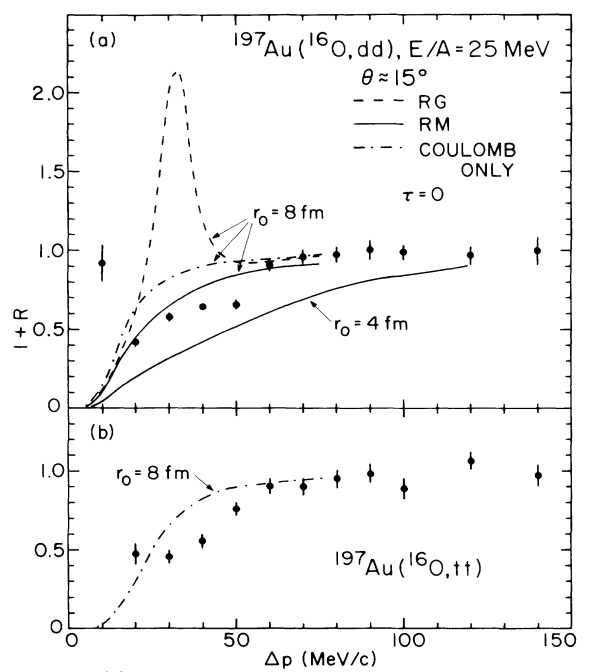 (a)
¹⁹⁷Au(¹⁶O,dd), E/A=25 MeV
θ≈15°
RG
RM
COULOMB
ONLY
τ=0
r₀=8 fm
r₀=4 fm
1+R
2.0
1.5
1.0
0.5
0
(b)
r₀=8 fm
¹⁹⁷Au(¹⁶O,tt)
1.0
0.5
0
0
50
100
150
Δp (MeV/c)